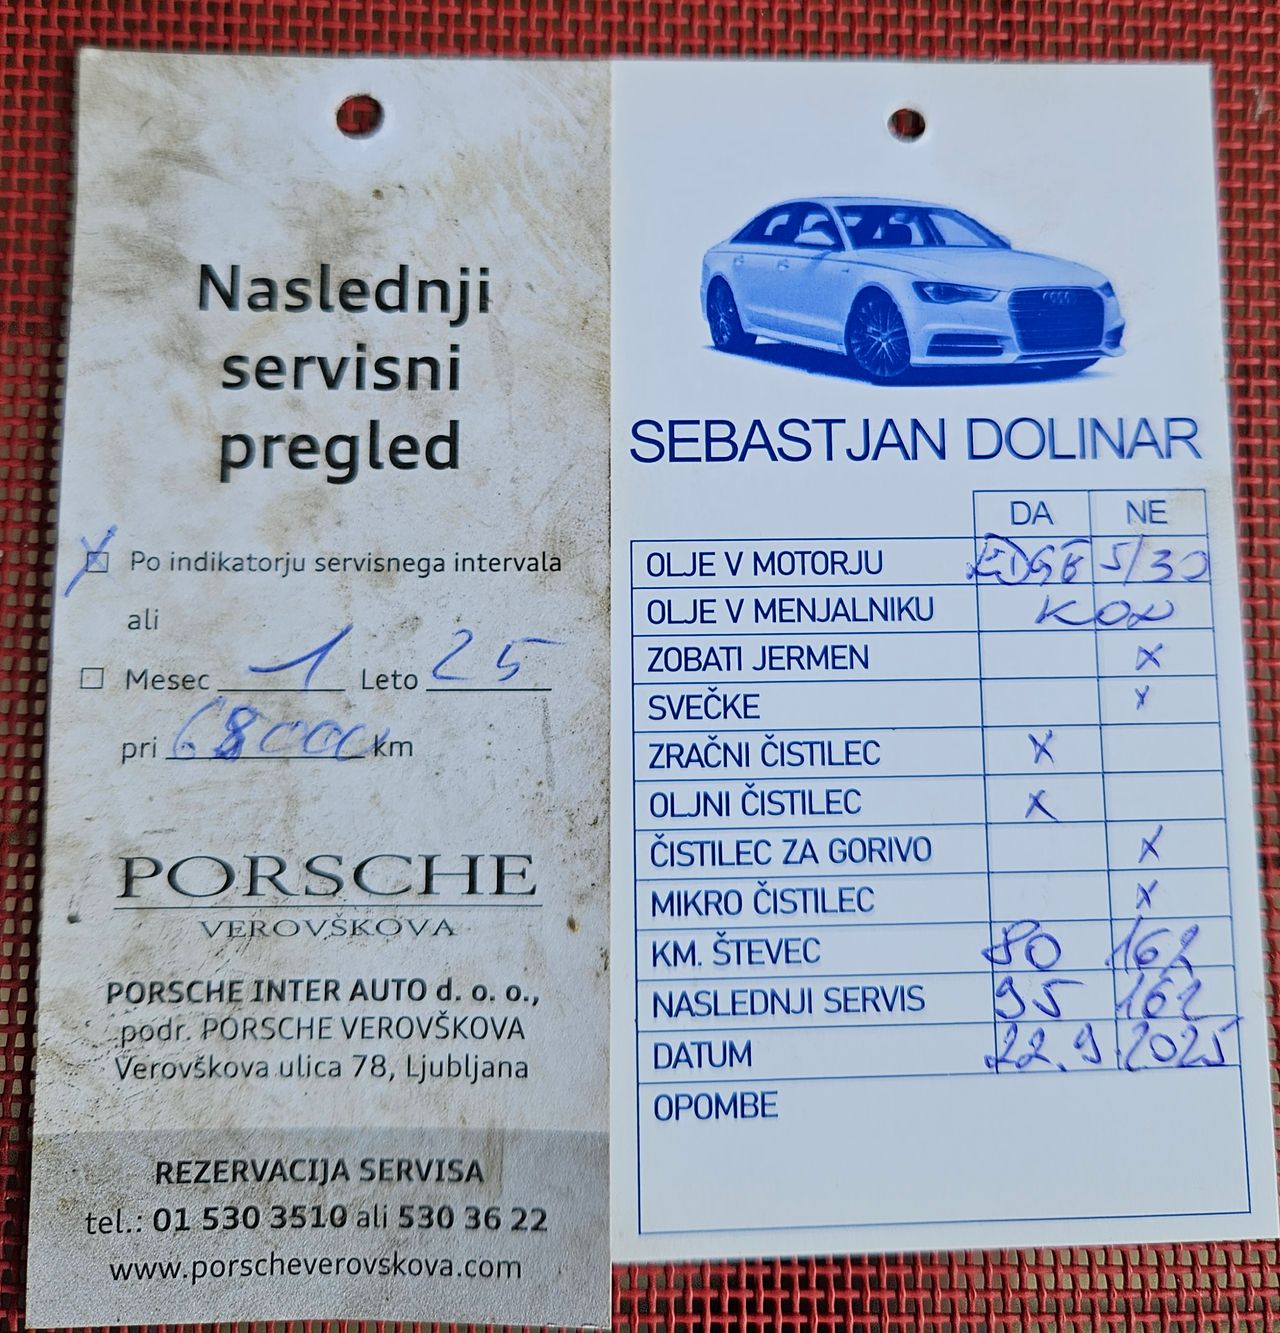 Naslednji
servisni
pregled
X Po indikatorju servisnega intervala
ali
Mesec 1 Leto 25
pri 68000 km
PORSCHE
VEROVŠKOVA
PORSCHE INTER AUTO d. o. o.,
podr. PORSCHE VEROVŠKOVA
Verovškova ulica 78, Ljubljana
REZERVACIJA SERVISA
tel.: 01 530 3510 ali 530 36 22
www.porscheverovskova.com
SEBASTJAN DOLINAR
DA NE
OLJE V MOTORJU EDGE 5/30
OLJE V MENJALNIKU
ZOBATI JERMEN X
SVEČKE X
ZRAČNI ČISTILEC X
OLJNI ČISTILEC X
ČISTILEC ZA GORIVO X
MIKRO ČISTILEC X
KM. ŠTEVEC 80 162
NASLEDNJI SERVIS 95 162
DATUM 22.9.2025
OPOMBE